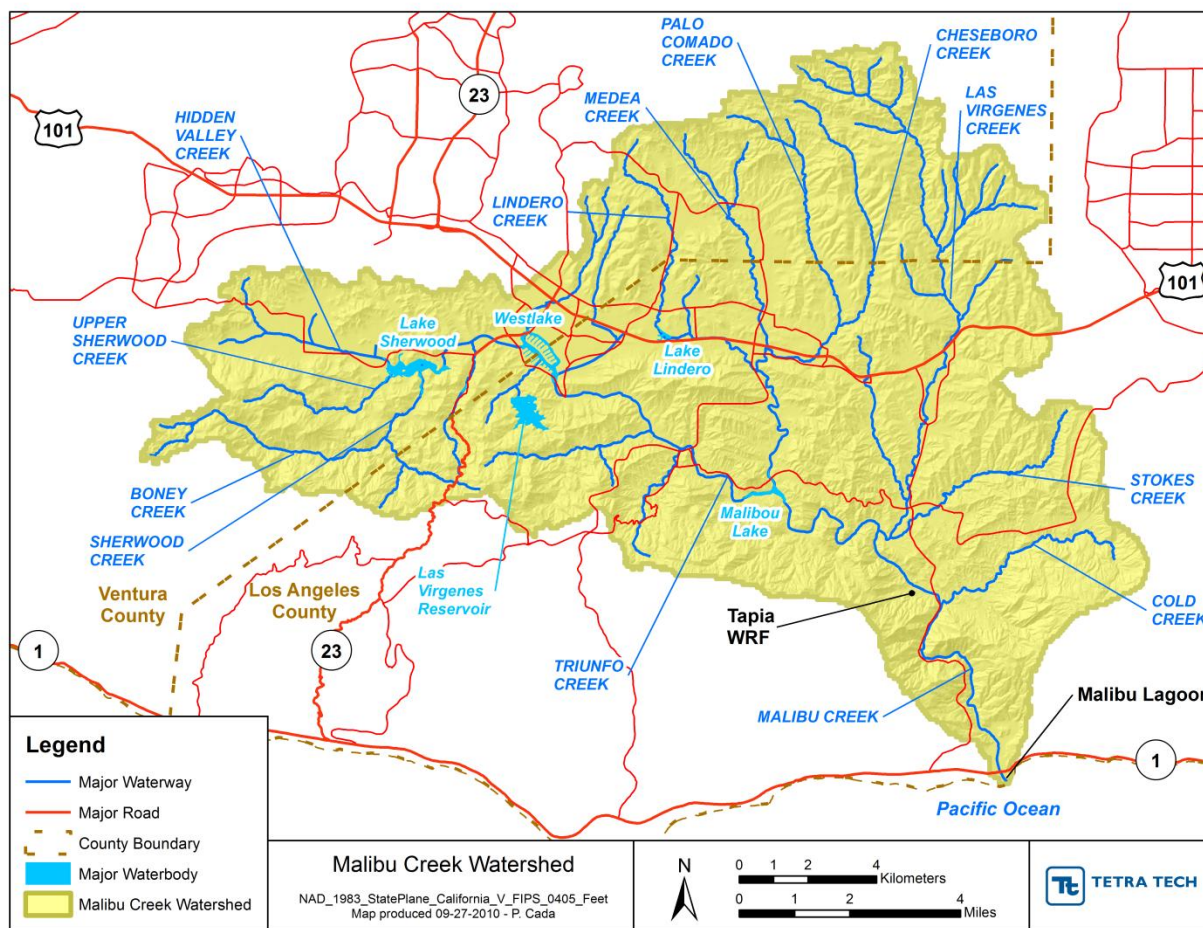 PALO
COMADO
CREEK
CHESEBORO
CREEK
23
MEDEA
CREEK
LAS
VIRGENES
CREEK
101
HIDDEN
VALLEY
CREEK
LINDERO
CREEK
101
UPPER
SHERWOOD
CREEK
Lake
Sherwood
Westlake
Lake
Lindero
BONEY
CREEK
STOKES
CREEK
Malibou
Lake
SHERWOOD
CREEK
Las
Virgenes
Reservoir
Ventura
County
Los Angeles
County
Tapia
WRF
COLD
CREEK
1
23
TRIUNFO
CREEK
MALIBU CREEK
Malibu Lagoon
1
Pacific Ocean
Legend
Major Waterway
Major Road
County Boundary
Major Waterbody
Malibu Creek Watershed
Malibu Creek Watershed
NAD_1983_StatePlane_California_V_FIPS_0405_Feet
Map produced 09-27-2010 - P. Cada
N
0 1 2 4
Kilometers
0 1 2 4
Miles
Tt TETRA TECH